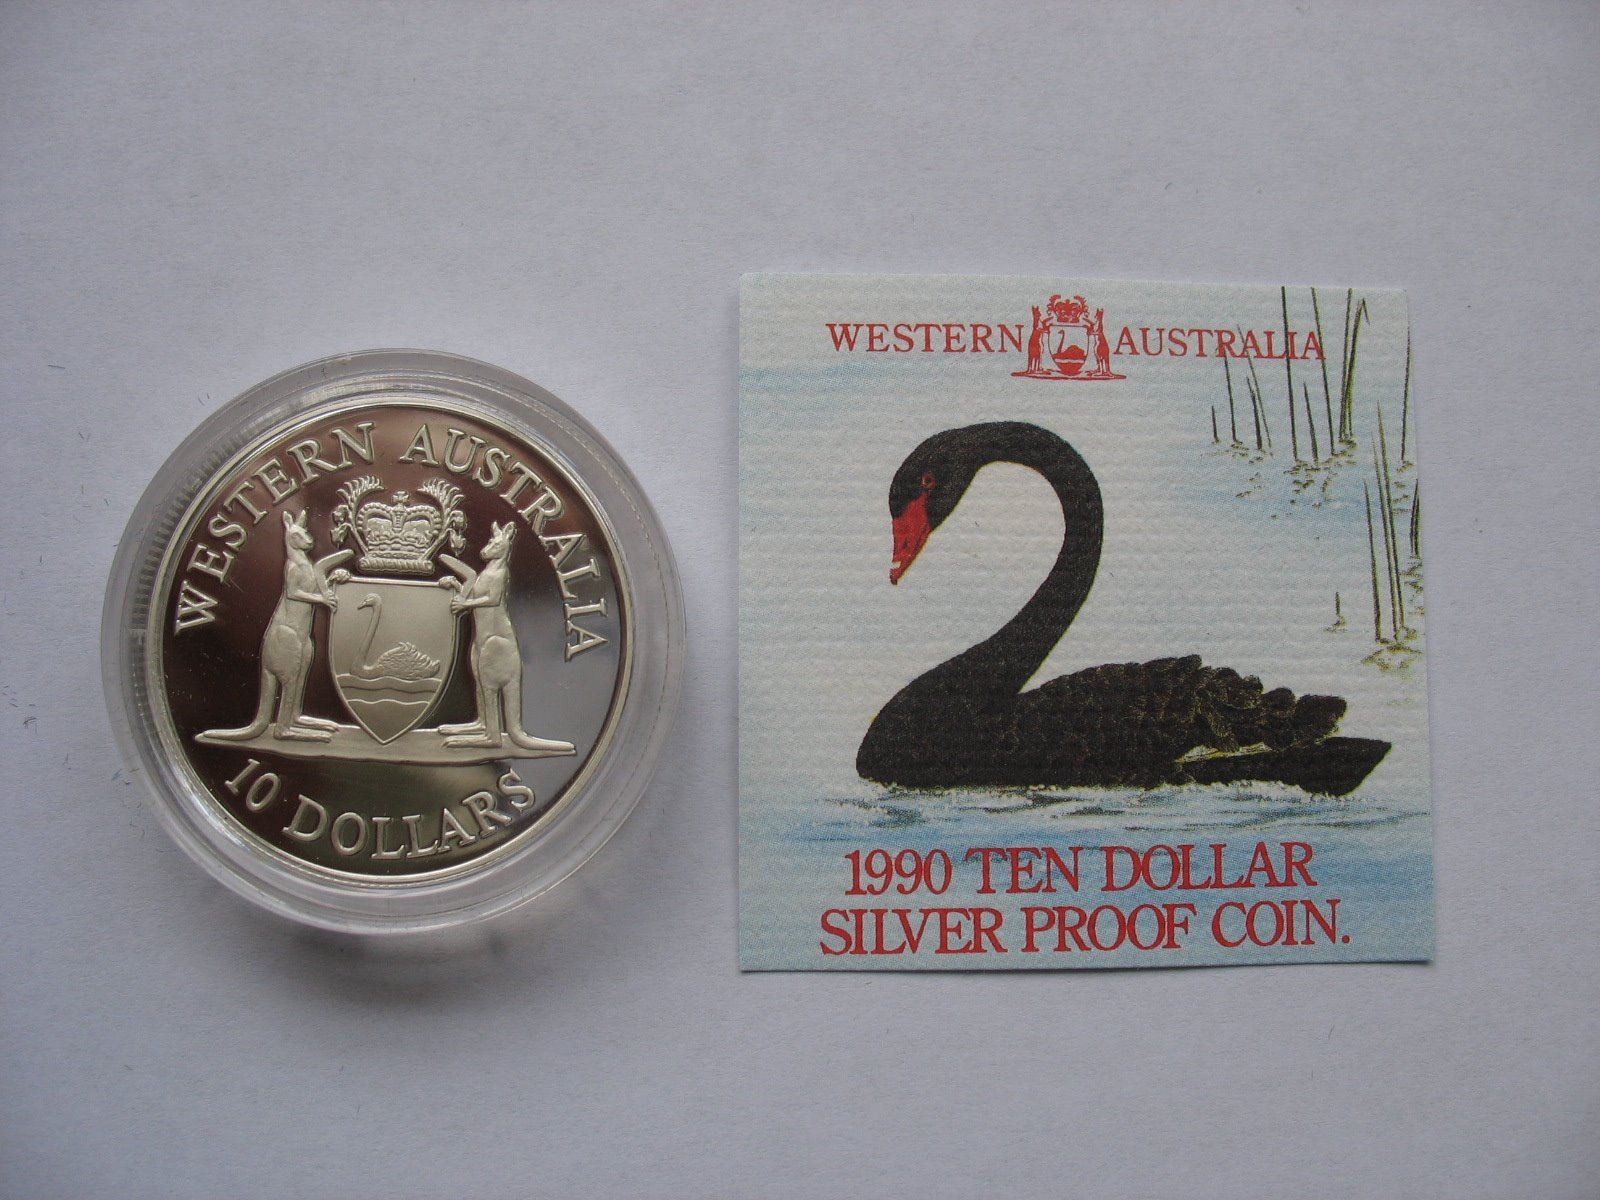 WESTERN AUSTRALIA
10 DOLLARS
WESTERN AUSTRALIA
1990 TEN DOLLAR
SILVER PROOF COIN.